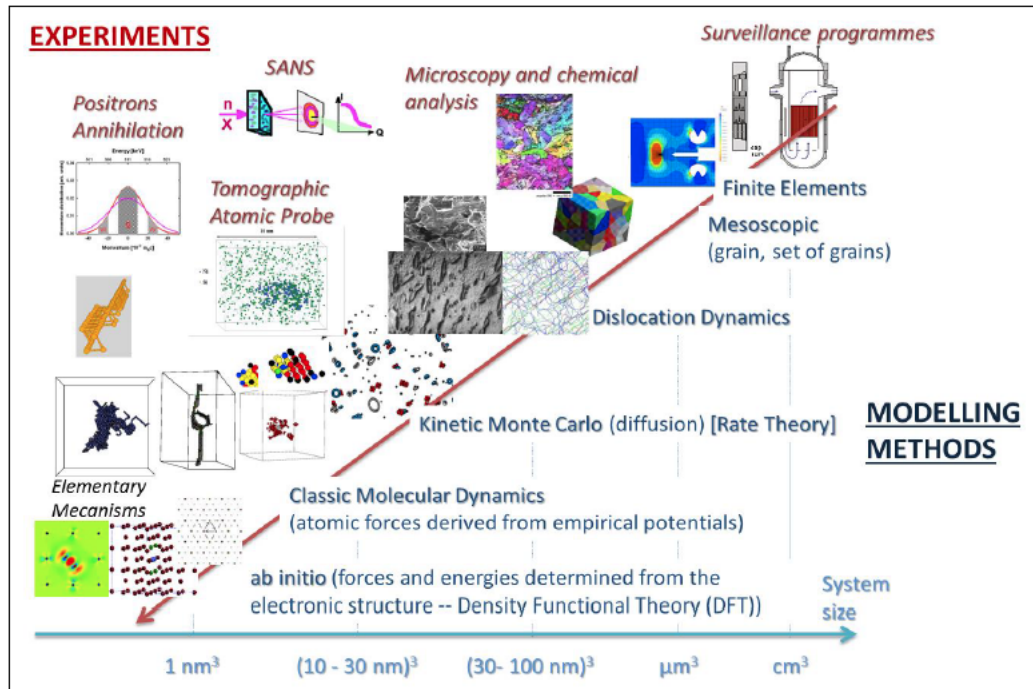 EXPERIMENTS
Surveillance programmes
SANS
Microscopy and chemical
analysis
Positrons
Annihilation
n
X
I
Q
Energy [keV]
Tomographic
Atomic Probe
Finite Elements
Mesoscopic
(grain, set of grains)
Dislocation Dynamics
Kinetic Monte Carlo (diffusion) [Rate Theory]
MODELLING
METHODS
Elementary
Mecanisms
Classic Molecular Dynamics
(atomic forces derived from empirical potentials)
ab initio (forces and energies determined from the
electronic structure -- Density Functional Theory (DFT))
System
size
1 nm³
(10 - 30 nm)³
(30- 100 nm)³
µm³
cm³